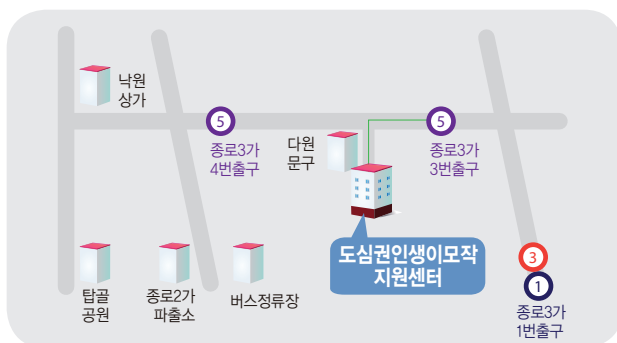 낙원
상가
5
종로3가
4번출구
다원
문구
5
종로3가
3번출구
도심권인생이모작
지원센터
탑골
공원
종로2가
파출소
버스정류장
3
1
종로3가
1번출구